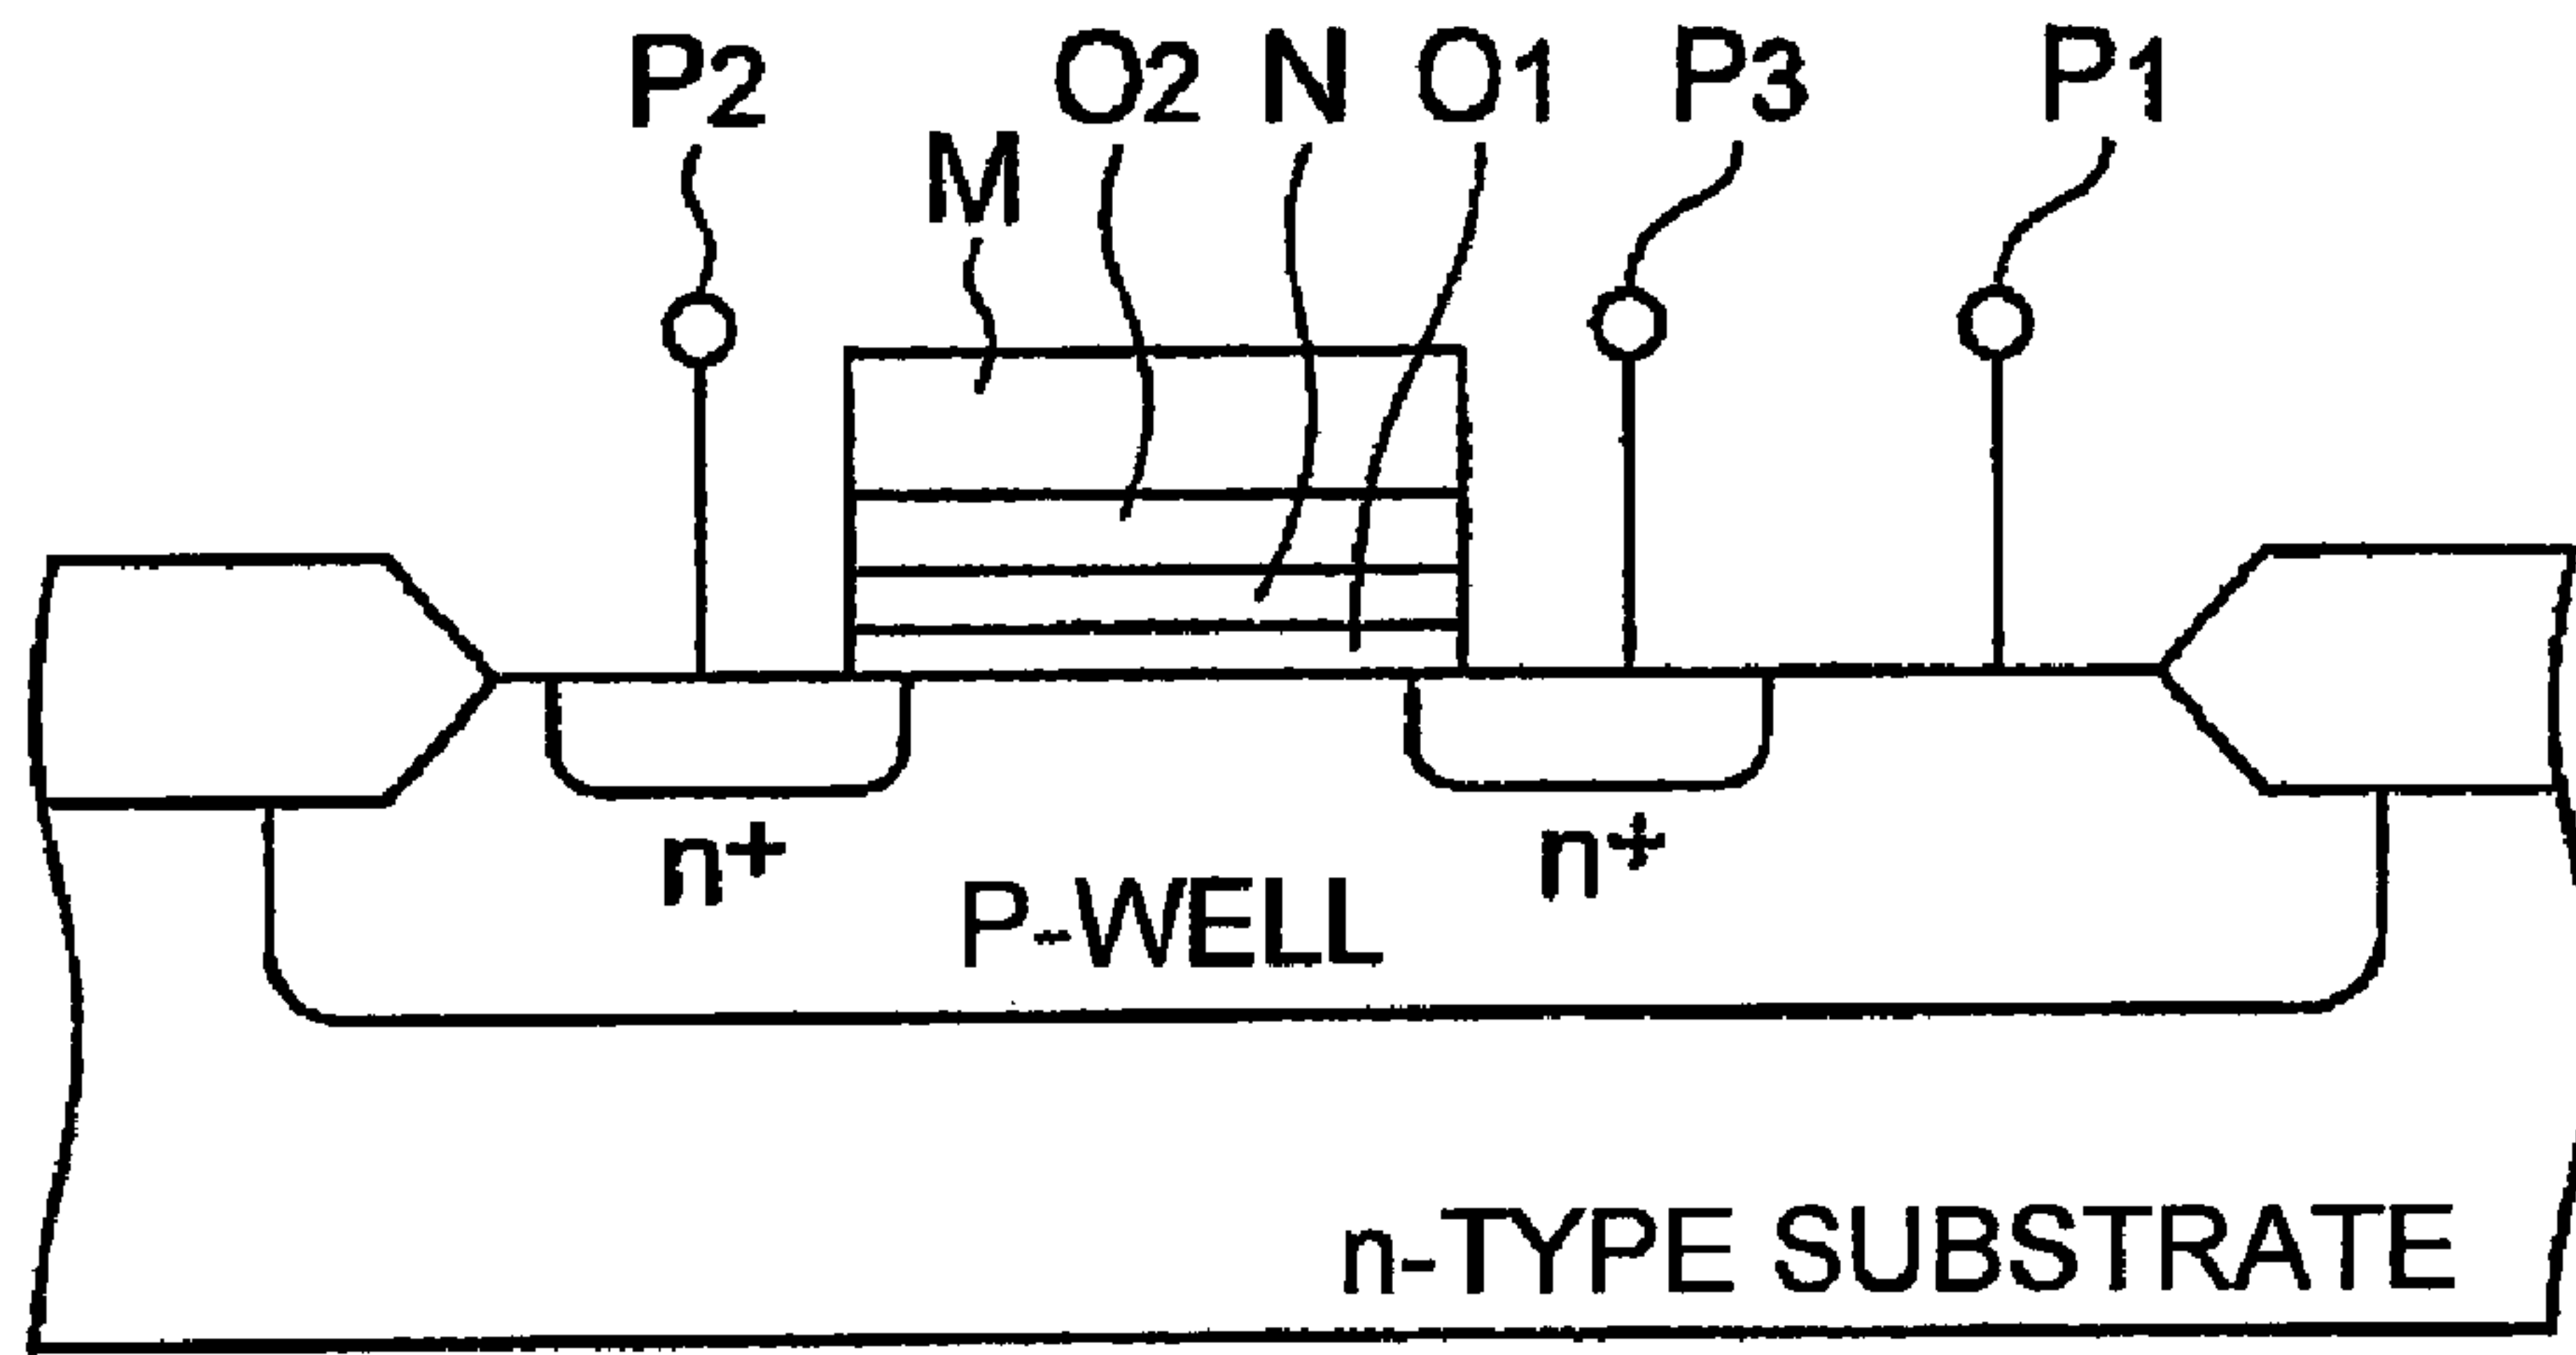 P2 O2 N O1 P3 P1
M
n+ n+
P-WELL
n-TYPE SUBSTRATE